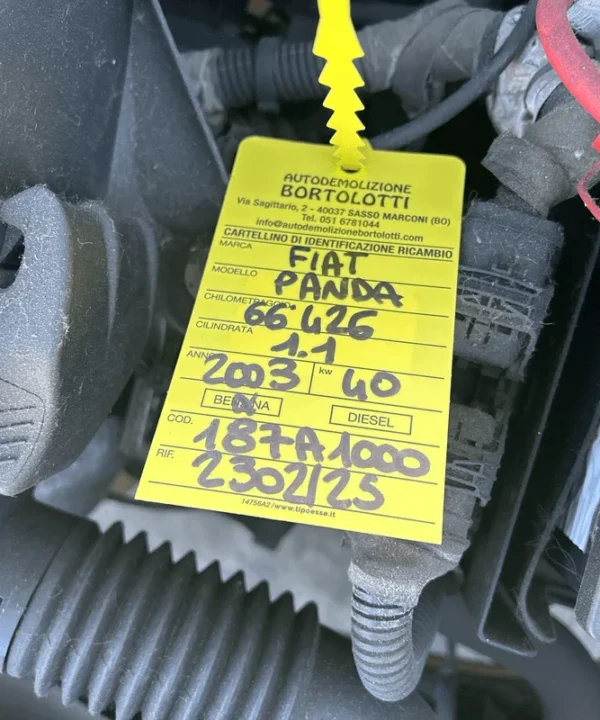 AUTODEMOLIZIONE
BORTOLOTTI
Via Sagittario, 2 - 40037 SASSO MARCONI (BO)
Tel. 051 6781044
info@autodemolizionebortolotti.com
CARTELLINO DI IDENTIFICAZIONE RICAMBIO
MARCA FIAT
MODELLO PANDA
CHILOMETRAGGIO 66.426
CILINDRATA 1.1
ANNO 2003 kw 40
BENZINA DIESEL
COD. 187A1000
RIF. 2302/25
14756A2/www.tipoesse.it